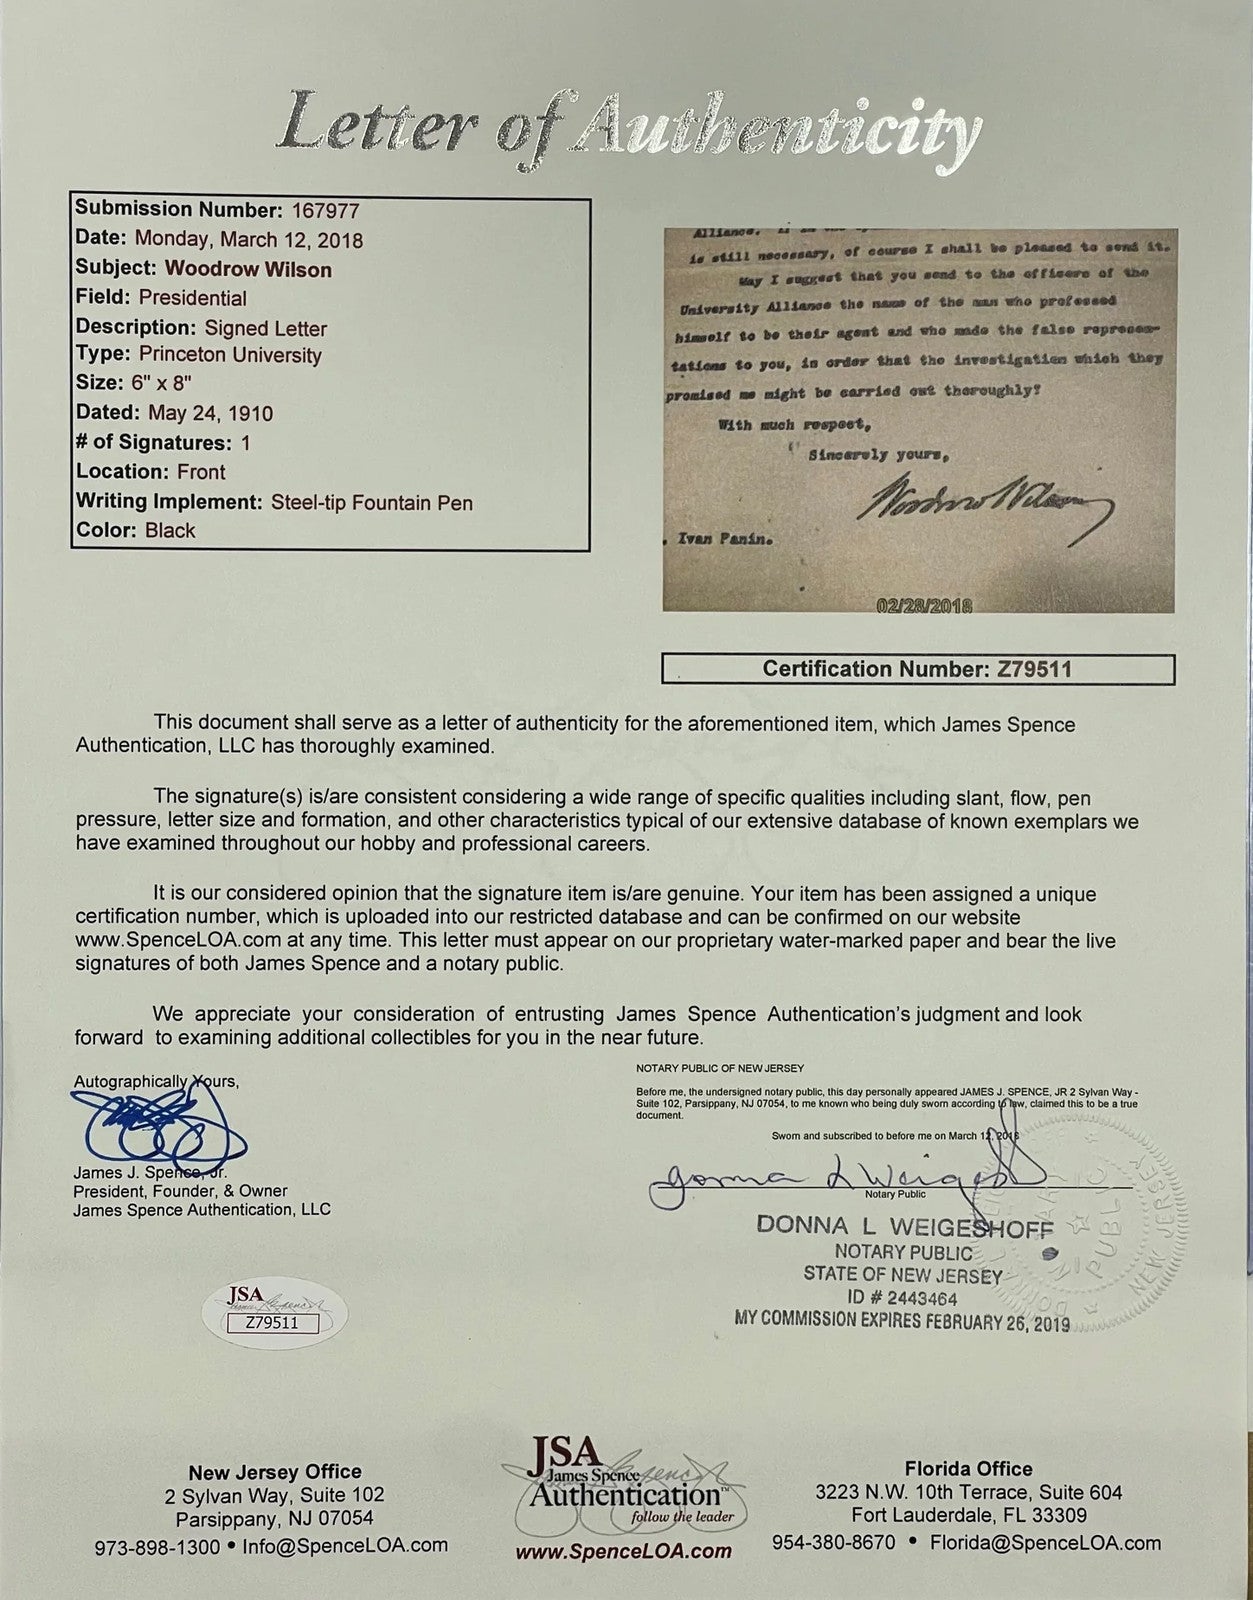 Letter of Authenticity
Submission Number: 167977
Date: Monday, March 12, 2018
Subject: Woodrow Wilson
Field: Presidential
Description: Signed Letter
Type: Princeton University
Size: 6" x 8"
Dated: May 24, 1910
# of Signatures: 1
Location: Front
Writing Implement: Steel-tip Fountain Pen
Color: Black
Alliance.
is still necessary, of course I shall be pleased to send it.
May I suggest that you send to the officers of the
University Alliance the name of the man who professed
himself to be their agent and who made the false represen-
tations to you, in order that the investigation which they
promised me might be carried out thoroughly?
With much respect,
Sincerely yours,
Woodrow Wilson
. Ivan Panin.
02/28/2018
Certification Number: Z79511
This document shall serve as a letter of authenticity for the aforementioned item, which James Spence
Authentication, LLC has thoroughly examined.
The signature(s) is/are consistent considering a wide range of specific qualities including slant, flow, pen
pressure, letter size and formation, and other characteristics typical of our extensive database of known exemplars we
have examined throughout our hobby and professional careers.
It is our considered opinion that the signature item is/are genuine. Your item has been assigned a unique
certification number, which is uploaded into our restricted database and can be confirmed on our website
www.SpenceLOA.com at any time. This letter must appear on our proprietary water-marked paper and bear the live
signatures of both James Spence and a notary public.
We appreciate your consideration of entrusting James Spence Authentication's judgment and look
forward to examining additional collectibles for you in the near future.
Autographically Yours,
James J. Spence, Jr.
President, Founder, & Owner
James Spence Authentication, LLC
NOTARY PUBLIC OF NEW JERSEY
Before me, the undersigned notary public, this day personally appeared JAMES J. SPENCE, JR 2 Sylvan Way -
Suite 102, Parsippany, NJ 07054, to me known who being duly sworn according to law, claimed this to be a true
document.
Sworn and subscribed to before me on March 12, 2018
Donna L Weigeshoff
Notary Public
DONNA L WEIGESHOFF
NOTARY PUBLIC
STATE OF NEW JERSEY
ID # 2443464
MY COMMISSION EXPIRES FEBRUARY 26, 2019
PUBLIC
NEW JERSEY
JSA
Z79511
New Jersey Office
2 Sylvan Way, Suite 102
Parsippany, NJ 07054
973-898-1300 • Info@SpenceLOA.com
JSA
James Spence
Authentication™
follow the leader
www.SpenceLOA.com
Florida Office
3223 N.W. 10th Terrace, Suite 604
Fort Lauderdale, FL 33309
954-380-8670 • Florida@SpenceLOA.com